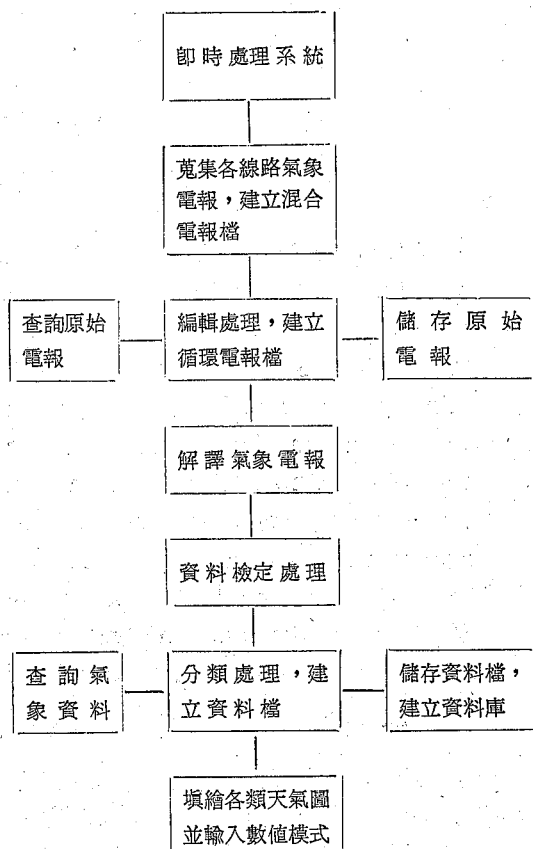 即時處理系統
蒐集各線路氣象
電報，建立混合
電報檔
查詢原始
電報
編輯處理，建立
循環電報檔
儲存原始
電報
解譯氣象電報
資料檢定處理
查詢氣
象資料
分類處理，建
立資料檔
儲存資料檔，
建立資料庫
填繪各類天氣圖
並輸入數值模式